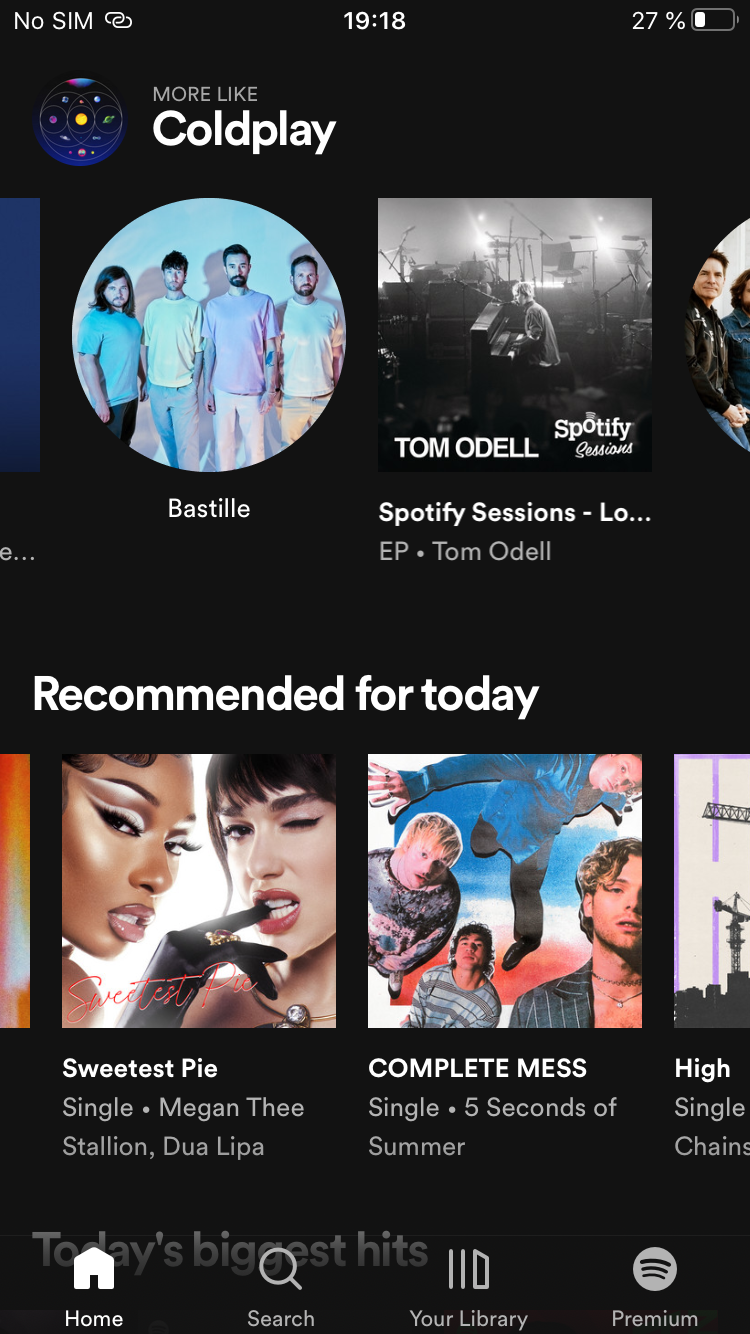 No SIM 19:18 27 %
MORE LIKE
Coldplay
TOM ODELL
Spotify
Sessions
Bastille
Spotify Sessions - Lo...
e...
EP • Tom Odell
Recommended for today
Sweetest Pie
Sweetest Pie
Single • Megan Thee
Stallion, Dua Lipa
COMPLETE MESS
Single • 5 Seconds of
Summer
High
Single
Chains
Today's biggest hits
Home
Search
Your Library
Premium